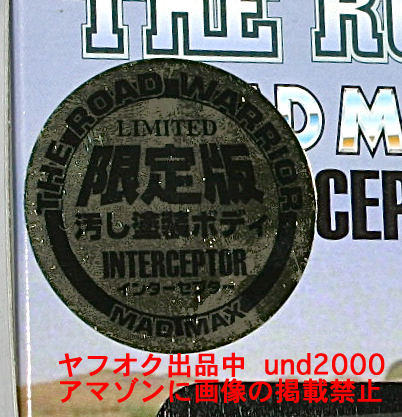 THE RO
AD M
CEP
THE ROAD WARRIOR
LIMITED
限定版
汚し塗装ボディ
INTERCEPTOR
インターセプター
MAD MAX
ヤフオク出品中 und2000
アマゾンに画像の掲載禁止